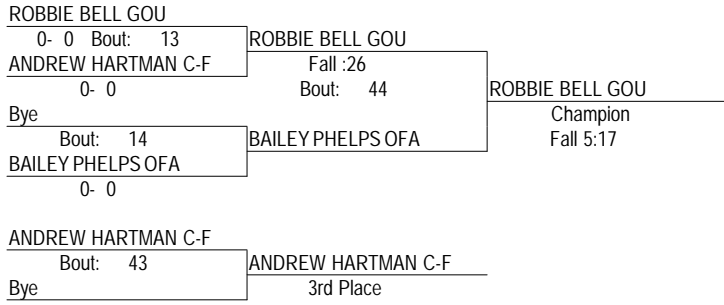 ROBBIE BELL GOU
0- 0 Bout: 13
ROBBIE BELL GOU
ANDREW HARTMAN C-F
Fall :26
0- 0
Bout: 44
ROBBIE BELL GOU
Bye
Champion
Bout: 14
BAILEY PHELPS OFA
Fall 5:17
BAILEY PHELPS OFA
0- 0
ANDREW HARTMAN C-F
Bout: 43
ANDREW HARTMAN C-F
Bye
3rd Place